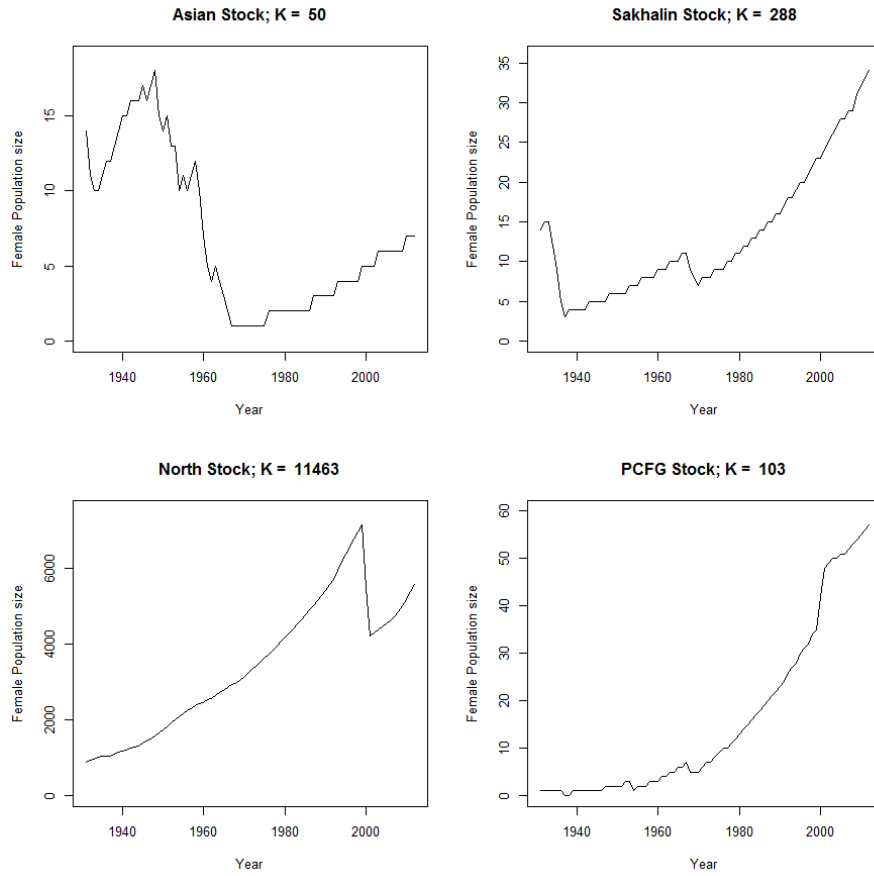 Asian Stock; K = 50
Female Population size
15
10
5
0
1940 1960 1980 2000
Year
Sakhalin Stock; K = 288
Female Population size
35
30
25
20
15
10
5
0
1940 1960 1980 2000
Year
North Stock; K = 11463
Female Population size
6000
4000
2000
0
1940 1960 1980 2000
Year
PCFG Stock; K = 103
Female Population size
60
50
40
30
20
10
0
1940 1960 1980 2000
Year